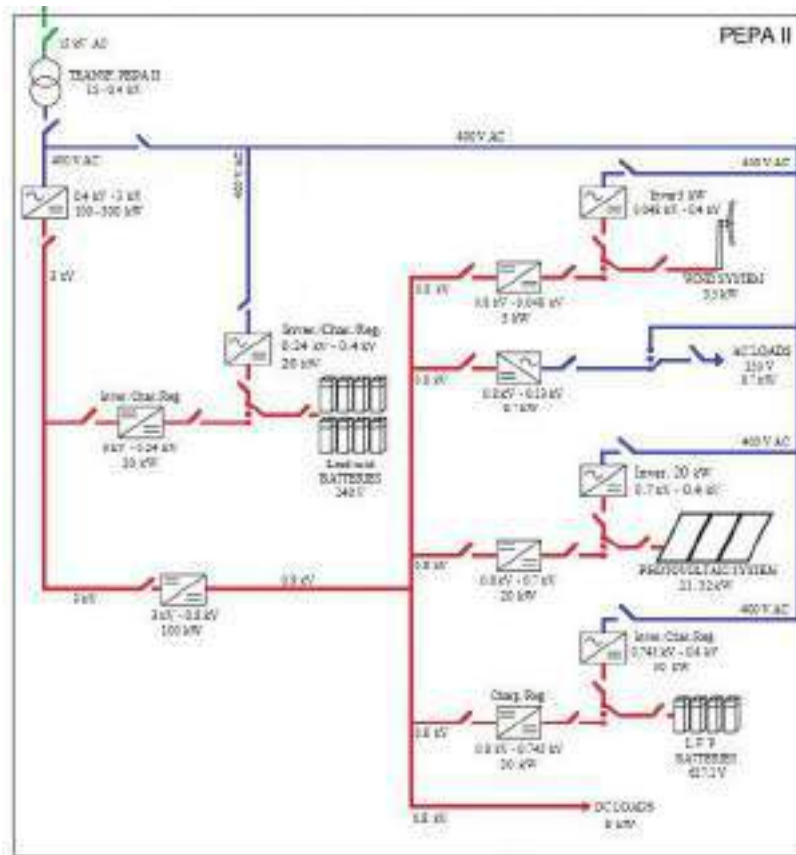 PEPA II
15 kV AC
TRANSF. PEPA II
15-0.4 kV
400 V AC
400 V AC
400 V AC
400 V AC
0.4 kV - 3 kV
100-300 kW
3 kV
Inver. 5 kW
0.048 kV - 0.4 kV
WIND SYSTEM
0.8 kV
0.8 kV - 0.048 kV
5 kW
Inver. Char. Reg.
0.24 kV - 0.4 kV
20 kW
AC LOADS
230 V
0.7 kW
0.8 kV
0.7 kW
Inver. Char. Reg.
20 kW
Lead-acid
BATTERIES
240 V
400 V AC
Inver. 20 kW
0.7 kV - 0.4 kV
PHOTOVOLTAIC SYSTEM
0.8 kV
0.8 kV - 0.7 kV
20 kW
3 kV
0.8 kV
3 kV - 0.8 kV
100 kW
400 V AC
Inver. Char. Reg.
Charg. Reg.
0.8 kV
BATTERIES
DC LOADS
0.8 kV